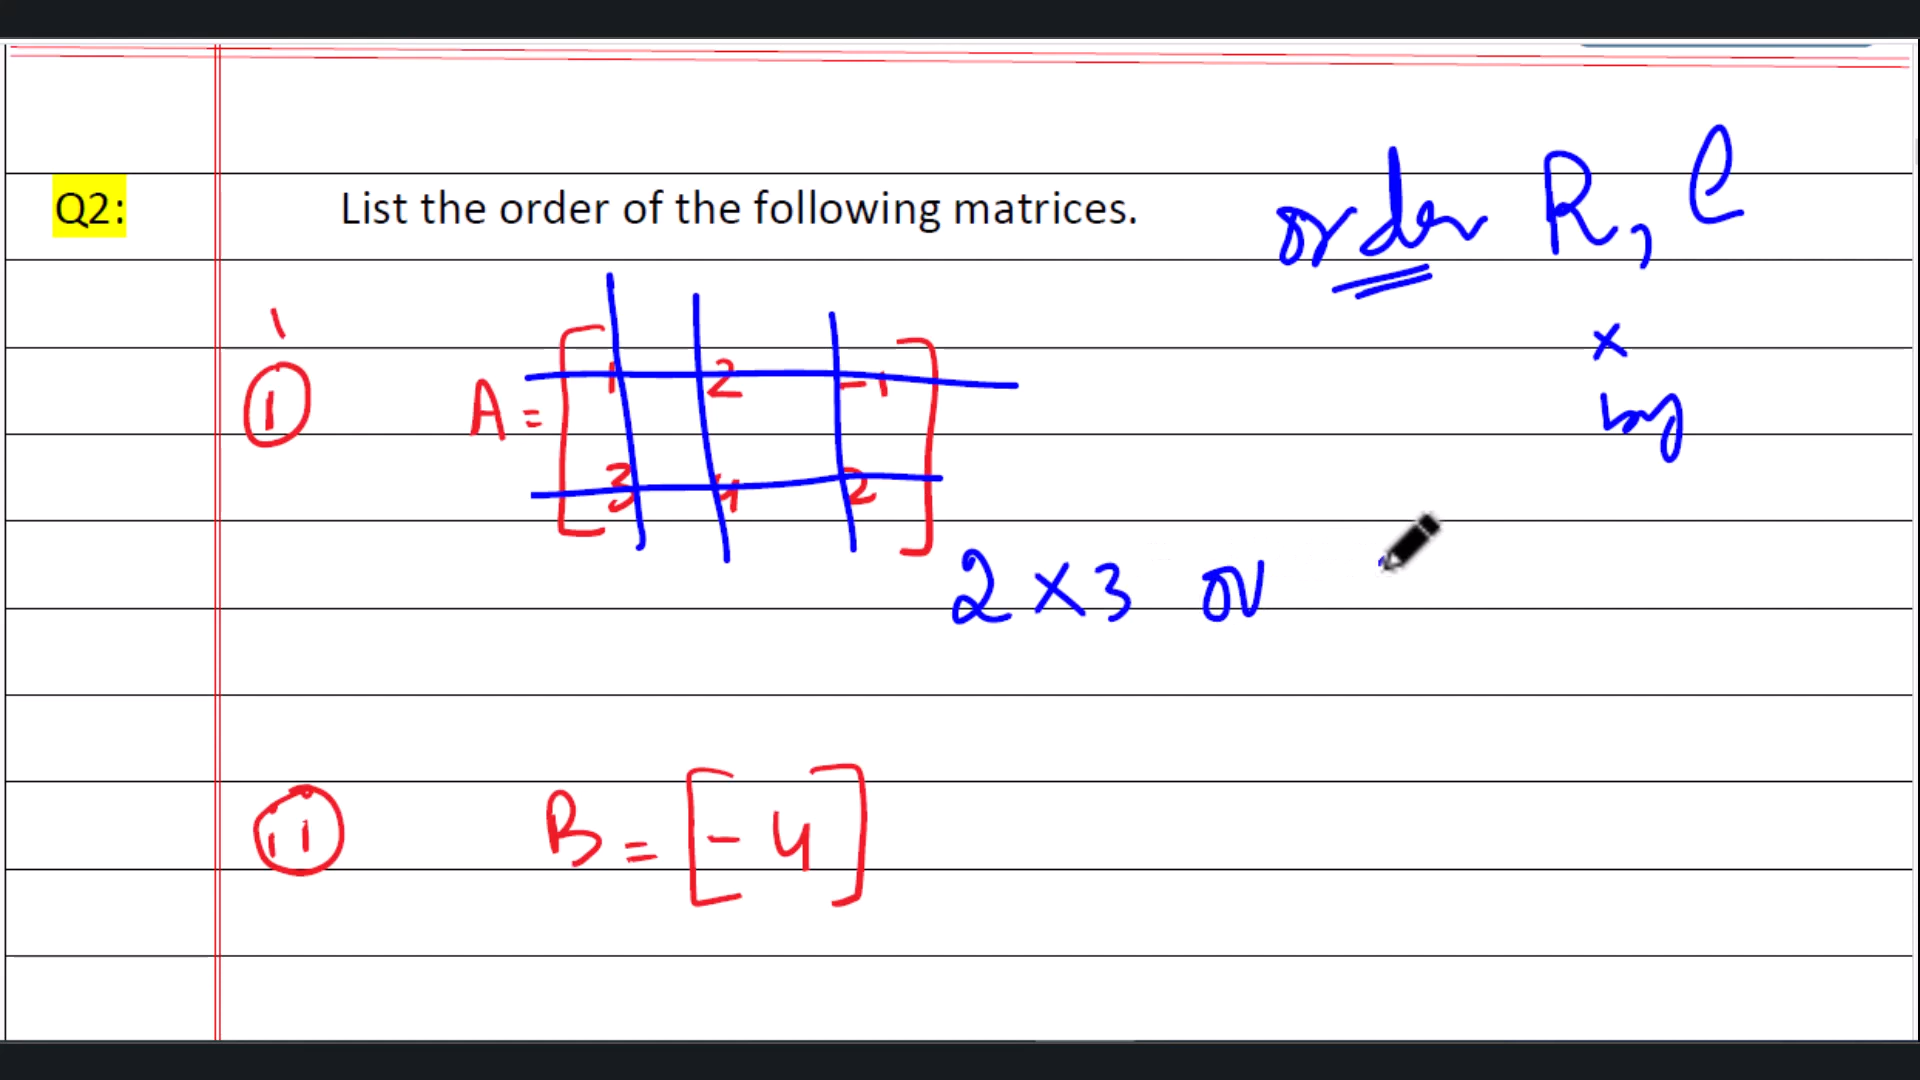 Q2: List the order of the following matrices.
order R, C
×
by
(i) A = [ 1 2 -1
3 4 2 ]
2 × 3 or
(ii) B = [ - 4 ]